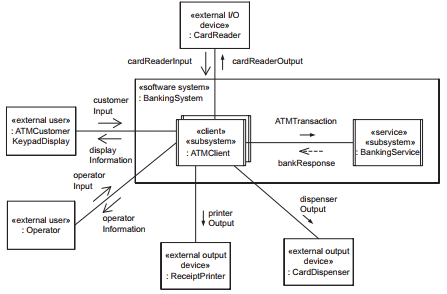 «external I/O
device»
: CardReader
cardReaderInput
cardReaderOutput
«software system»
: BankingSystem
customer
Input
«external user»
: ATMCustomer
KeypadDisplay
display
Information
«client»
«subsystem»
: ATMClient
ATMTransaction
bankResponse
«service»
«subsystem»
: BankingService
operator
Input
«external user»
: Operator
operator
Information
printer
Output
dispenser
Output
«external output
device»
: ReceiptPrinter
«external output
device»
: CardDispenser